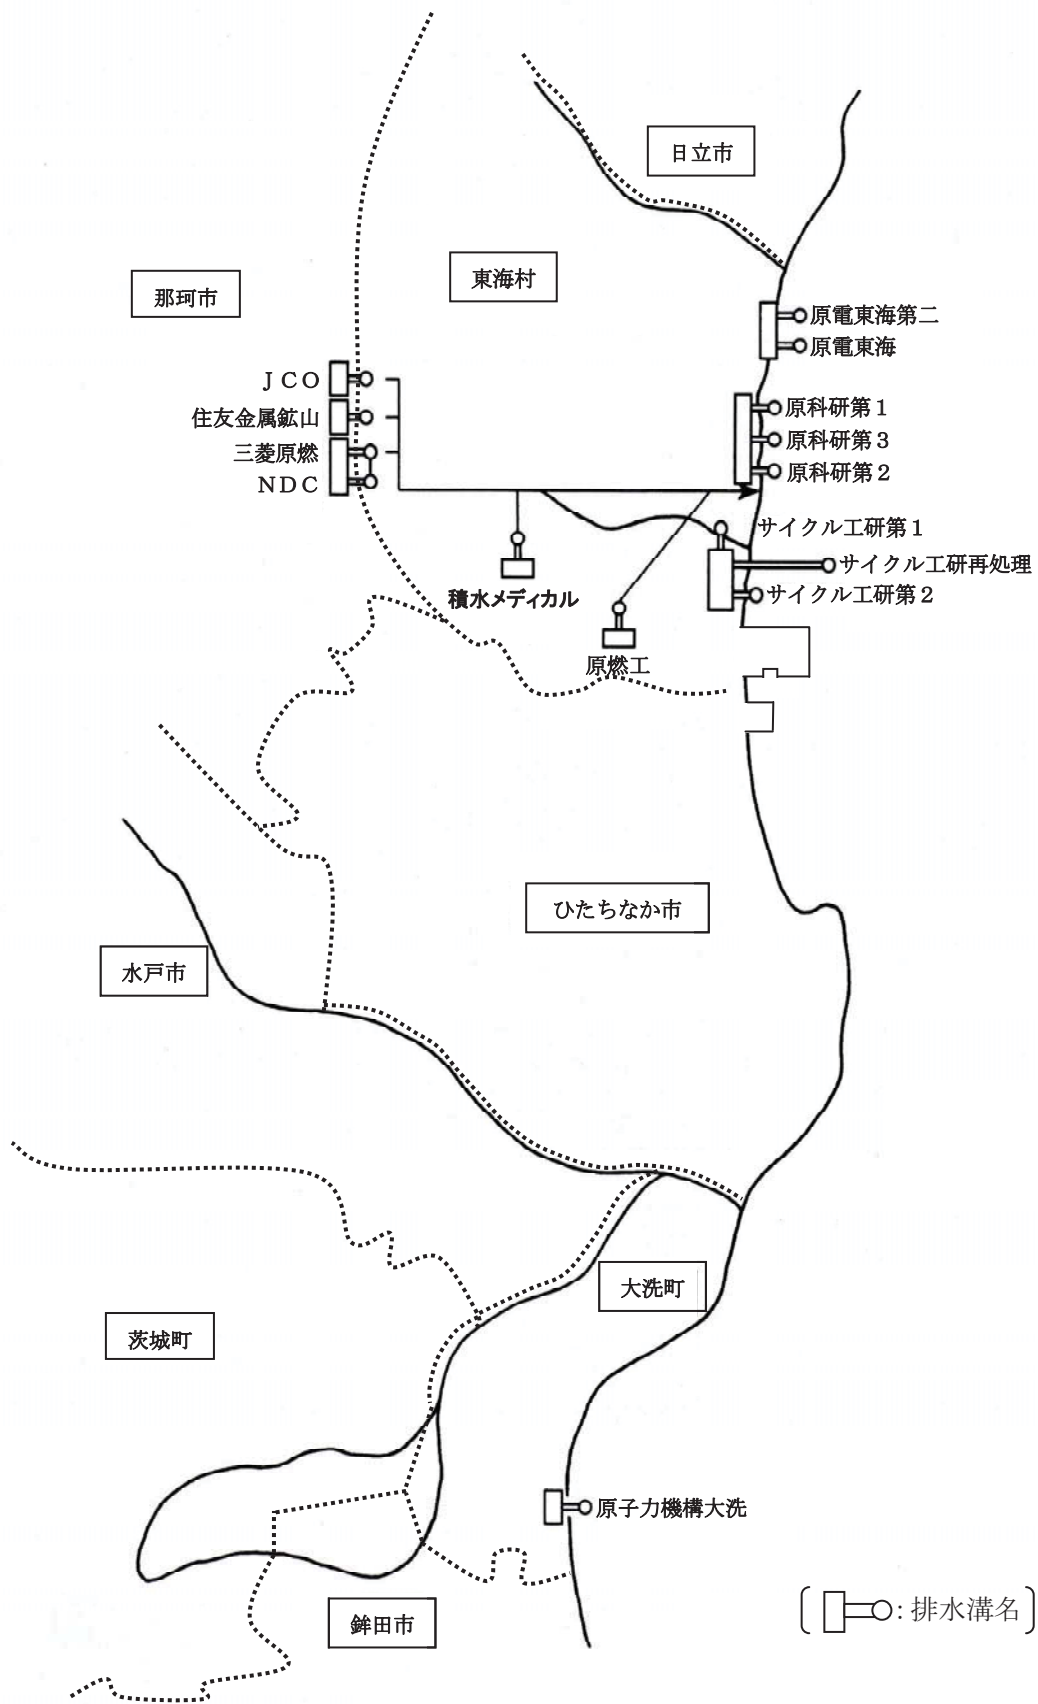 日立市
東海村
那珂市
原電東海第二
原電東海
JCO
住友金属鉱山
三菱原燃
NDC
原科研第1
原科研第3
原科研第2
サイクル工研第1
サイクル工研再処理
サイクル工研第2
積水メディカル
原燃工
ひたちなか市
水戸市
大洗町
茨城町
原子力機構大洗
鉾田市
:排水溝名